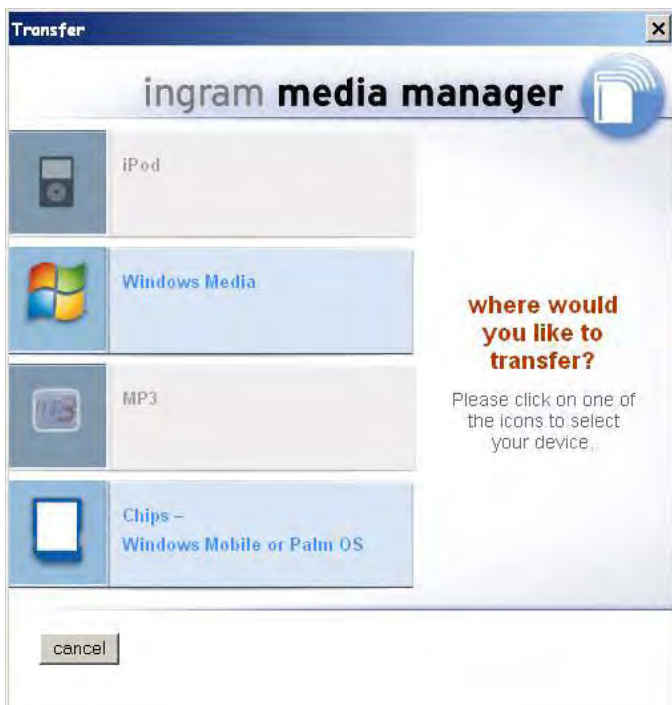 Transfer
ingram media manager
iPod
Windows Media
where would
you like to
transfer?
MP3
Please click on one of
the icons to select
your device.
Chips –
Windows Mobile or Palm OS
cancel